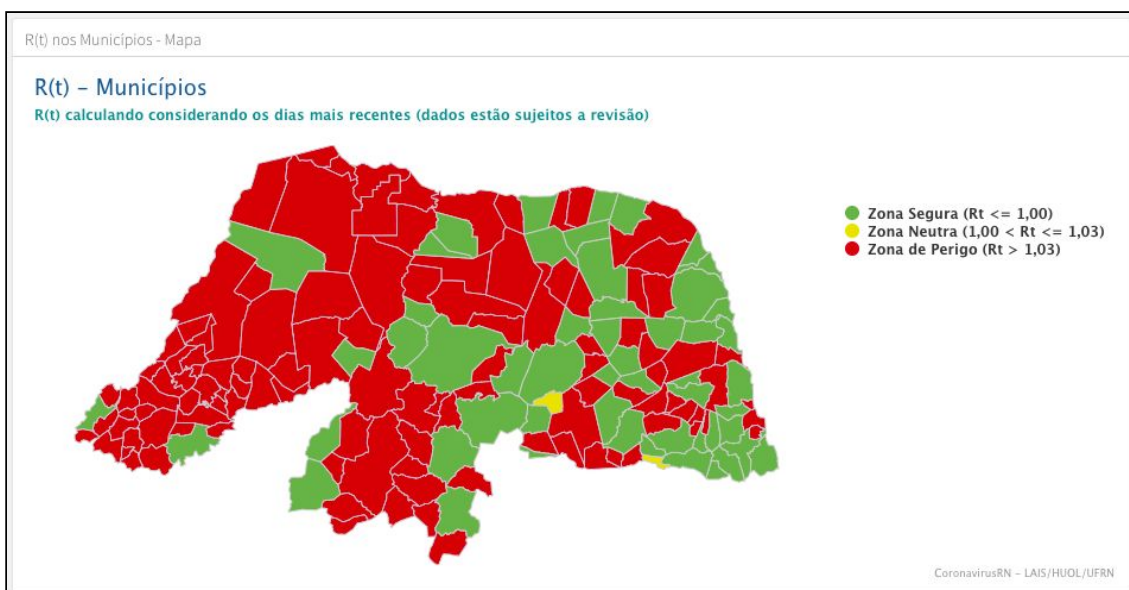 R(t) nos Municípios - Mapa
R(t) – Municípios
R(t) calculando considerando os dias mais recentes (dados estão sujeitos a revisão)
Zona Segura (Rt <= 1,00)
Zona Neutra (1,00 < Rt <= 1,03)
Zona de Perigo (Rt > 1,03)
CoronavirusRN – LAIS/HUOL/UFRN